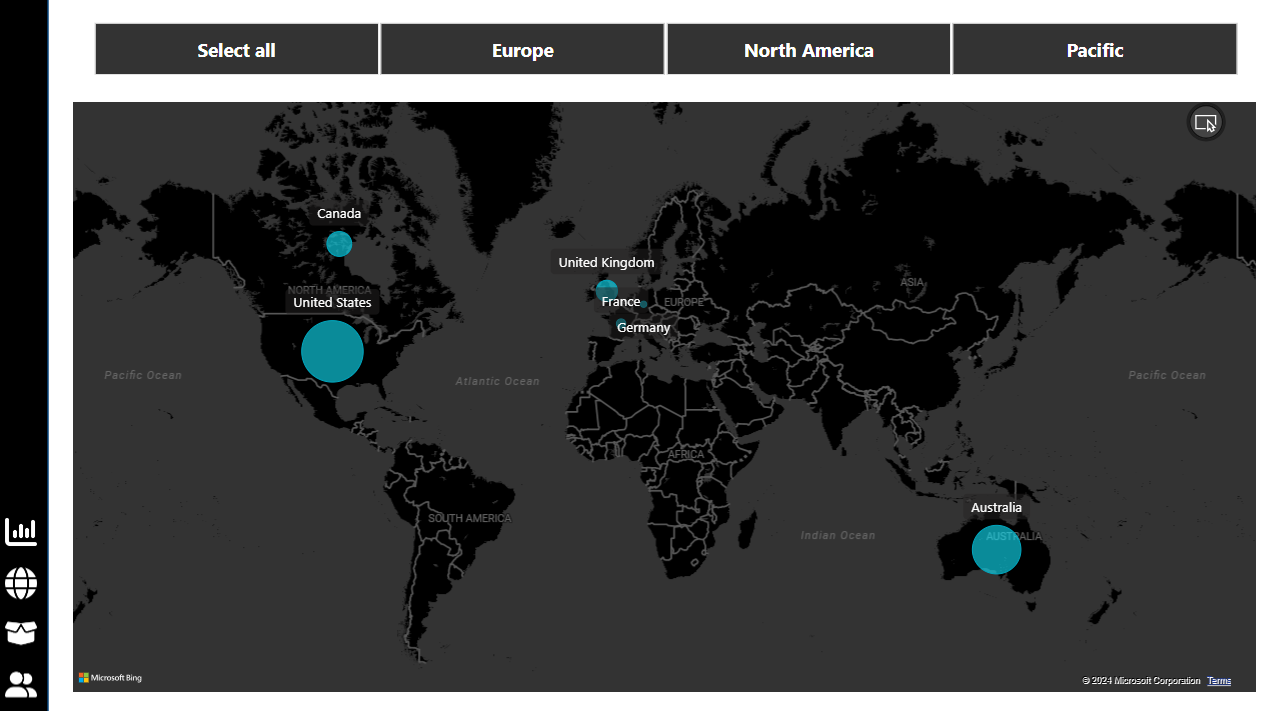 Select all
Europe
North America
Pacific
Canada
United Kingdom
ASIA
NORTH AMERICA
United States
France
EUROPE
Germany
Pacific Ocean
Atlantic Ocean
Pacific Ocean
AFRICA
Australia
SOUTH AMERICA
Indian Ocean
AUSTRALIA
Microsoft Bing
© 2024 Microsoft Corporation Terms